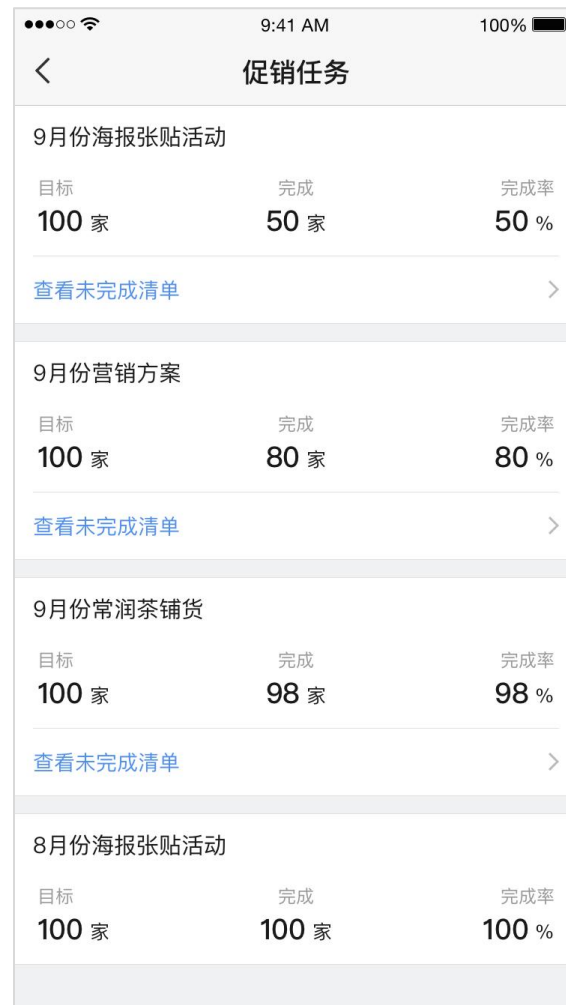 9:41 AM 100%
促销任务
9月份海报张贴活动
目标 完成 完成率
100 家 50 家 50 %
查看未完成清单
9月份营销方案
目标 完成 完成率
100 家 80 家 80 %
查看未完成清单
9月份常润茶铺货
目标 完成 完成率
100 家 98 家 98 %
查看未完成清单
8月份海报张贴活动
目标 完成 完成率
100 家 100 家 100 %